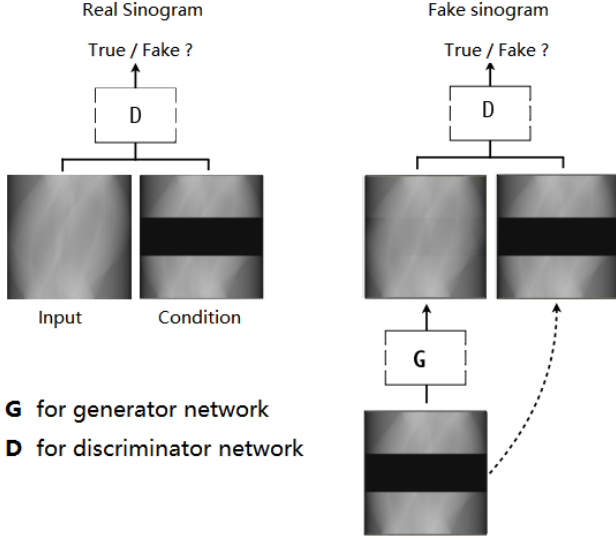 Real Sinogram
True / Fake ?
D
Input
Condition
Fake sinogram
True / Fake ?
D
G
G for generator network
D for discriminator network